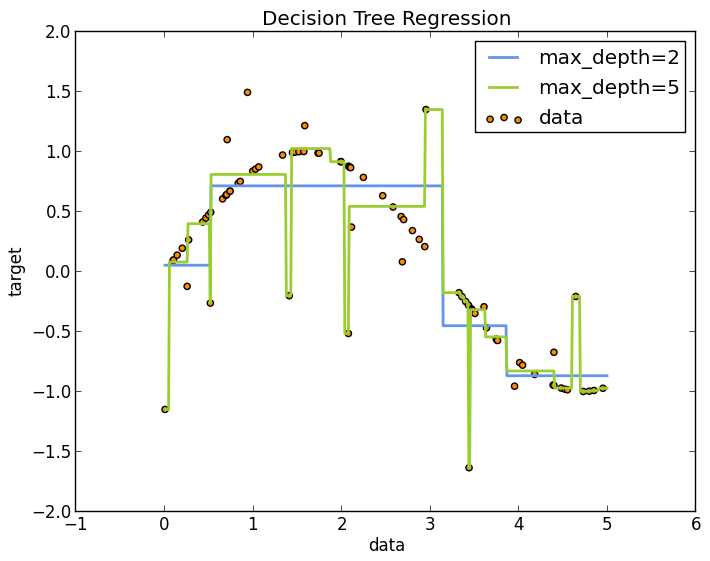 Decision Tree Regression
max_depth=2
max_depth=5
data
target
2.0
1.5
1.0
0.5
0.0
−0.5
−1.0
−1.5
−2.0
−1 0 1 2 3 4 5 6
data